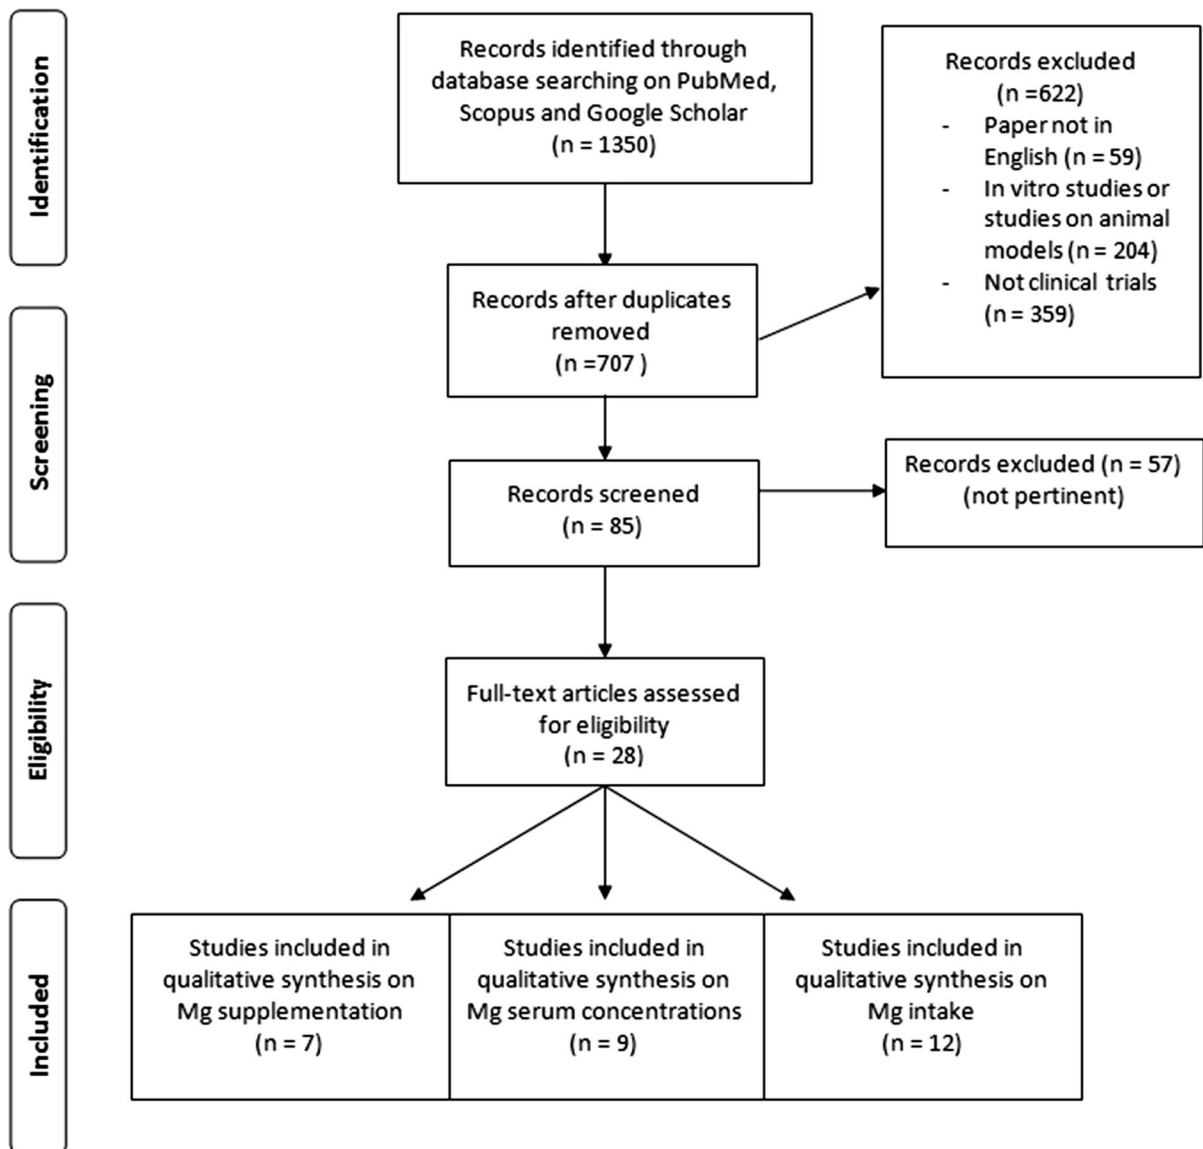 Identification
Records identified through
database searching on PubMed,
Scopus and Google Scholar
(n = 1350)
Records excluded
(n =622)
- Paper not in
English (n = 59)
- In vitro studies or
studies on animal
models (n = 204)
- Not clinical trials
(n = 359)
Screening
Records after duplicates
removed
(n =707 )
Records screened
(n = 85)
Records excluded (n = 57)
(not pertinent)
Eligibility
Full-text articles assessed
for eligibility
(n = 28)
Included
Studies included in
qualitative synthesis on
Mg supplementation
(n = 7)
Studies included in
qualitative synthesis on
Mg serum concentrations
(n = 9)
Studies included in
qualitative synthesis on
Mg intake
(n = 12)